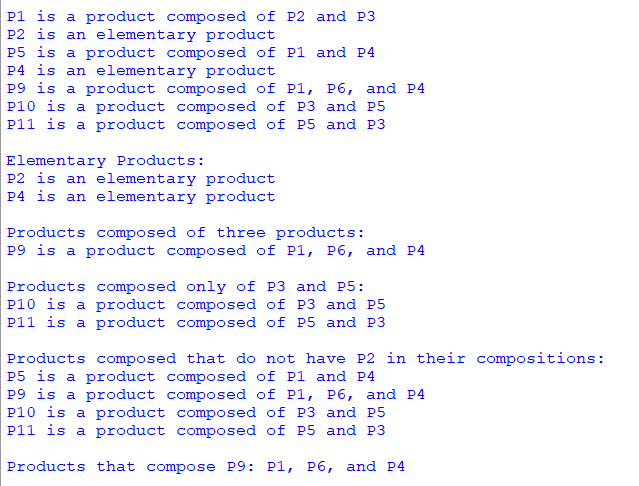 P1 is a product composed of P2 and P3
P2 is an elementary product
P5 is a product composed of P1 and P4
P4 is an elementary product
P9 is a product composed of P1, P6, and P4
P10 is a product composed of P3 and P5
P11 is a product composed of P5 and P3

Elementary Products:
P2 is an elementary product
P4 is an elementary product

Products composed of three products:
P9 is a product composed of P1, P6, and P4

Products composed only of P3 and P5:
P10 is a product composed of P3 and P5
P11 is a product composed of P5 and P3

Products composed that do not have P2 in their compositions:
P5 is a product composed of P1 and P4
P9 is a product composed of P1, P6, and P4
P10 is a product composed of P3 and P5
P11 is a product composed of P5 and P3

Products that compose P9: P1, P6, and P4